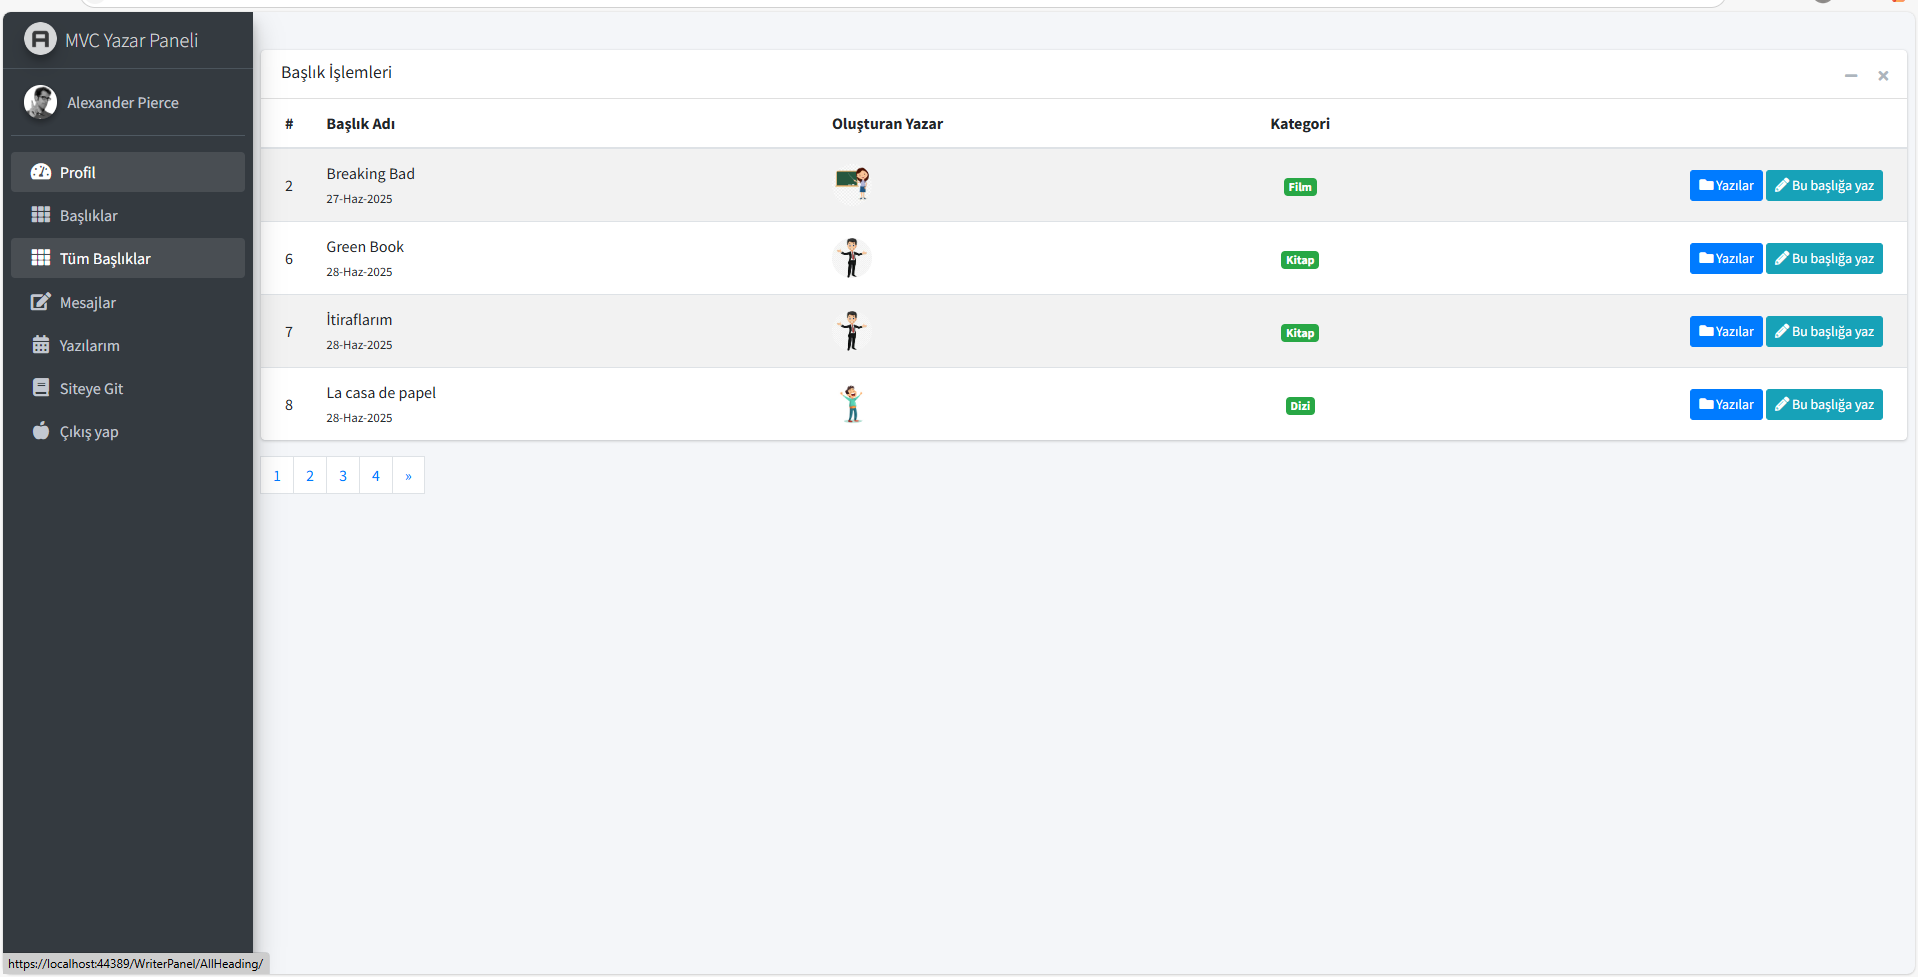 MVC Yazar Paneli
Alexander Pierce
Profil
Başlıklar
Tüm Başlıklar
Mesajlar
Yazılarım
Siteye Git
Çıkış yap
Başlık İşlemleri
# Başlık Adı Oluşturan Yazar Kategori
2 Breaking Bad 27-Haz-2025 Film Yazılar Bu başlığa yaz
6 Green Book 28-Haz-2025 Kitap Yazılar Bu başlığa yaz
7 İtiraflarım 28-Haz-2025 Kitap Yazılar Bu başlığa yaz
8 La casa de papel 28-Haz-2025 Dizi Yazılar Bu başlığa yaz
1 2 3 4 »
https://localhost:44389/WriterPanel/AllHeading/